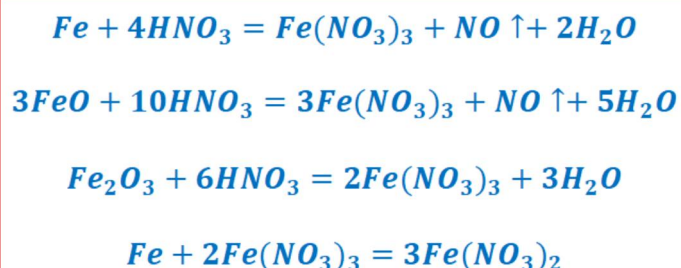 Fe + 4HNO₃ = Fe(NO₃)₃ + NO ↑+ 2H₂O
3FeO + 10HNO₃ = 3Fe(NO₃)₃ + NO ↑+ 5H₂O
Fe₂O₃ + 6HNO₃ = 2Fe(NO₃)₃ + 3H₂O
Fe + 2Fe(NO₃)₃ = 3Fe(NO₃)₂